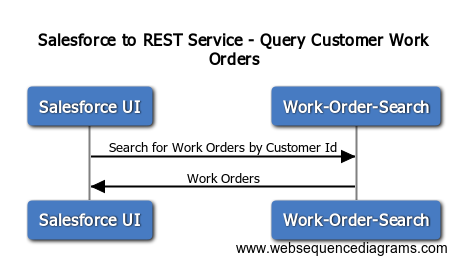 Salesforce to REST Service - Query Customer Work
Orders
Salesforce UI
Work-Order-Search
Search for Work Orders by Customer Id
Work Orders
Salesforce UI
Work-Order-Search
www.websequencediagrams.com